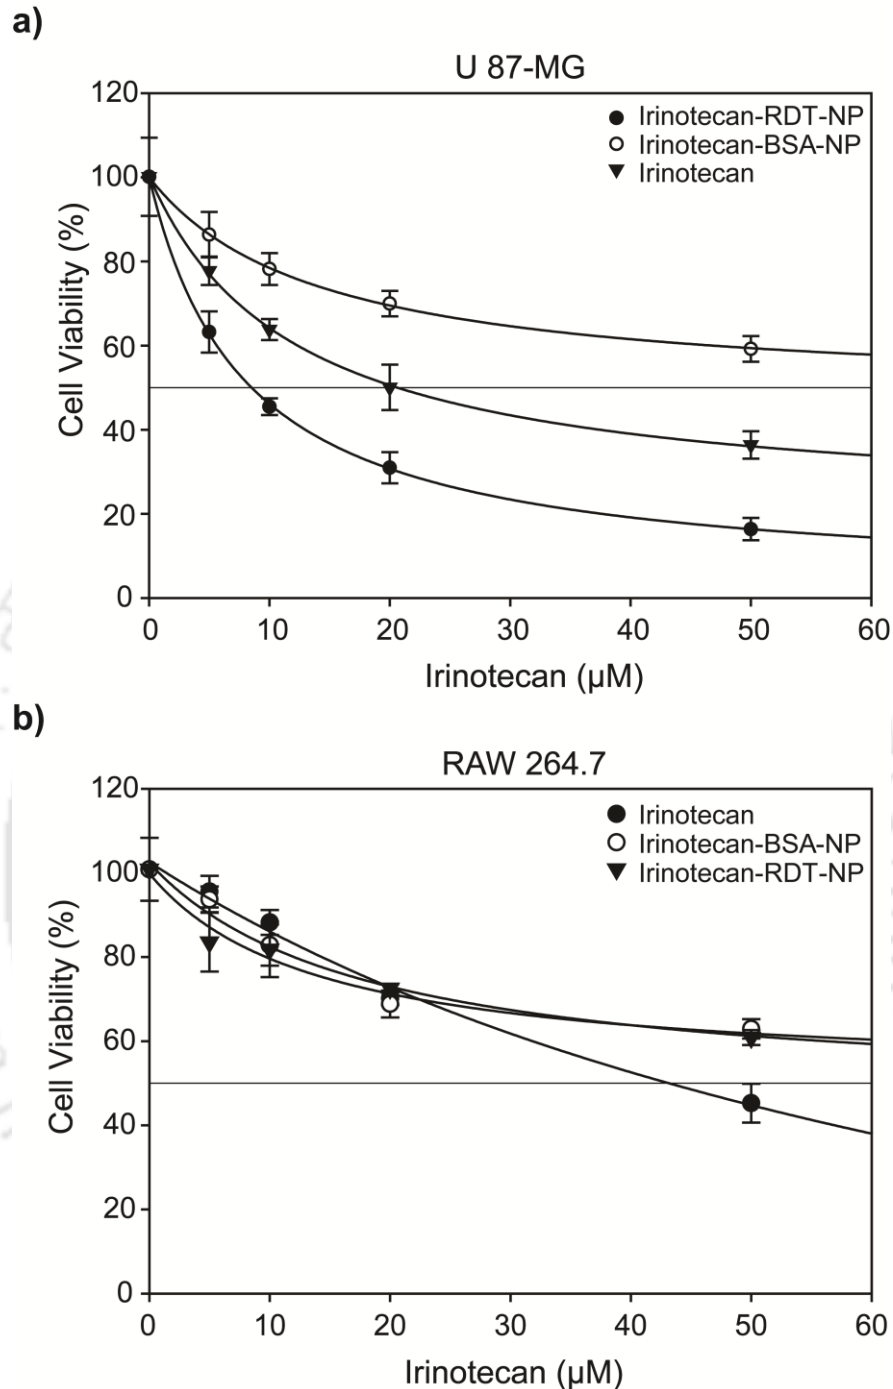 a)
U 87-MG
Irinotecan-RDT-NP
Irinotecan-BSA-NP
Irinotecan
120
100
80
60
40
20
0
Cell Viability (%)
0 10 20 30 40 50 60
Irinotecan (µM)
b)
RAW 264.7
Irinotecan
Irinotecan-BSA-NP
Irinotecan-RDT-NP
120
100
80
60
40
20
0
Cell Viability (%)
0 10 20 30 40 50 60
Irinotecan (µM)